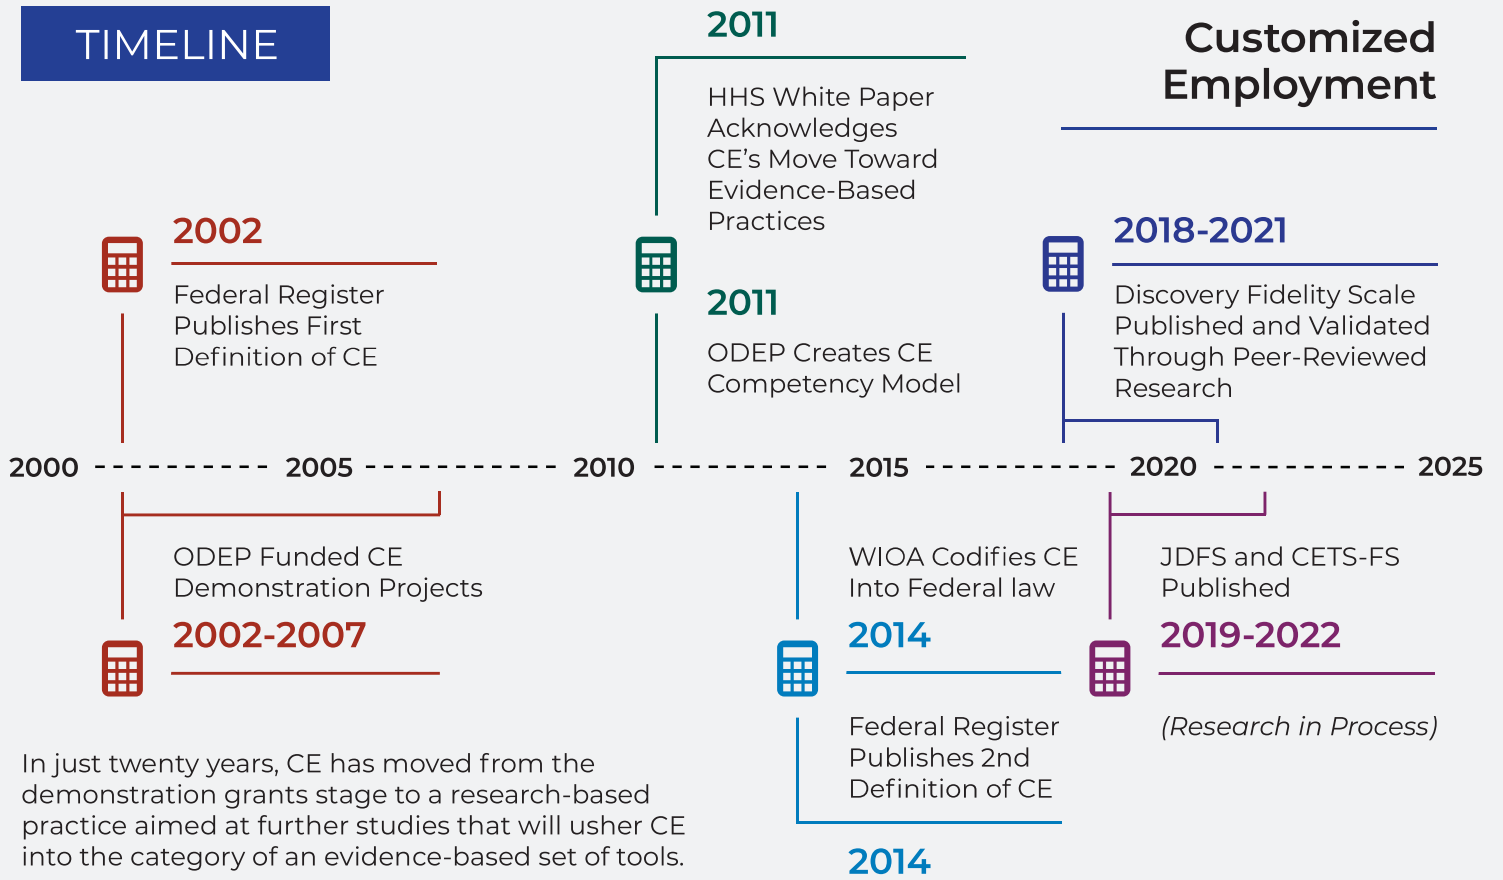 TIMELINE
Customized
Employment
2002
Federal Register
Publishes First
Definition of CE
2011
HHS White Paper
Acknowledges
CE’s Move Toward
Evidence-Based
Practices
2011
ODEP Creates CE
Competency Model
2018-2021
Discovery Fidelity Scale
Published and Validated
Through Peer-Reviewed
Research
2000 2005 2010 2015 2020 2025
ODEP Funded CE
Demonstration Projects
2002-2007
WIOA Codifies CE
Into Federal law
2014
Federal Register
Publishes 2nd
Definition of CE
2014
JDFS and CETS-FS
Published
2019-2022
(Research in Process)
In just twenty years, CE has moved from the
demonstration grants stage to a research-based
practice aimed at further studies that will usher CE
into the category of an evidence-based set of tools.